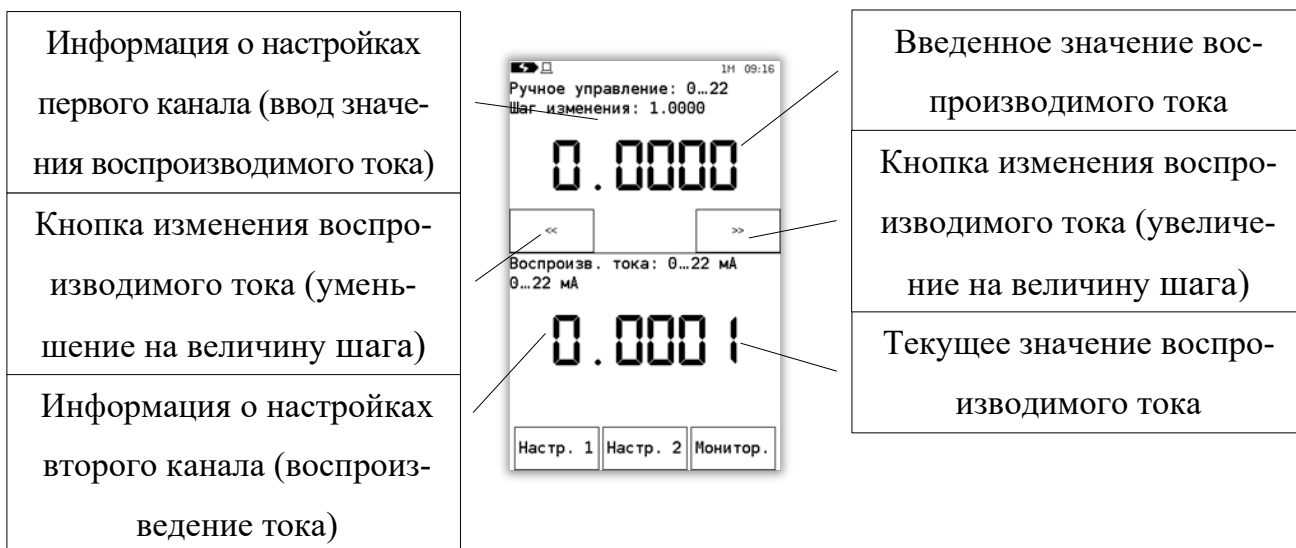 Информация о настройках
первого канала (ввод значе-
ния воспроизводимого тока)
Кнопка изменения воспро-
изводимого тока (умень-
шение на величину шага)
Информация о настройках
второго канала (воспроиз-
ведение тока)
1М 09:16
Ручное управление: 0…22
Шаг изменения: 1.0000
0.0000
<< >>
Воспроизв. тока: 0…22 мА
0…22 мА
0.0001
Настр. 1 Настр. 2 Монитор.
Введенное значение вос-
производимого тока
Кнопка изменения воспро-
изводимого тока (увеличе-
ние на величину шага)
Текущее значение воспро-
изводимого тока